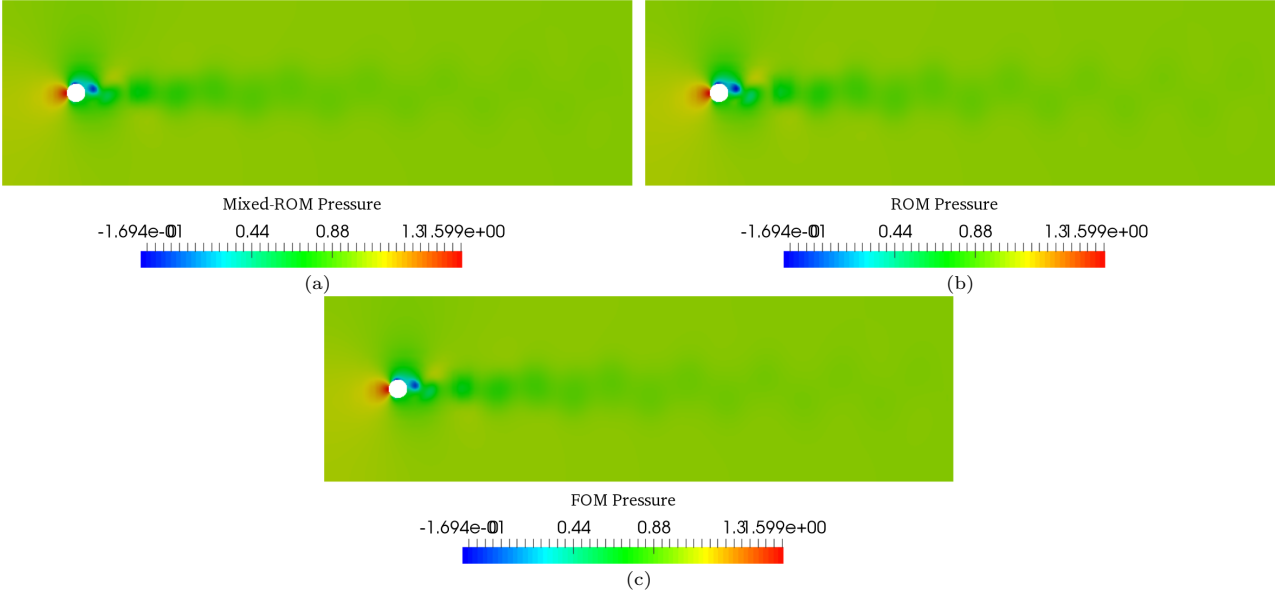 Mixed-ROM Pressure
-1.694e-01 0.44 0.88 1.3 1.599e+00
(a)
ROM Pressure
-1.694e-01 0.44 0.88 1.3 1.599e+00
(b)
FOM Pressure
-1.694e-01 0.44 0.88 1.3 1.599e+00
(c)